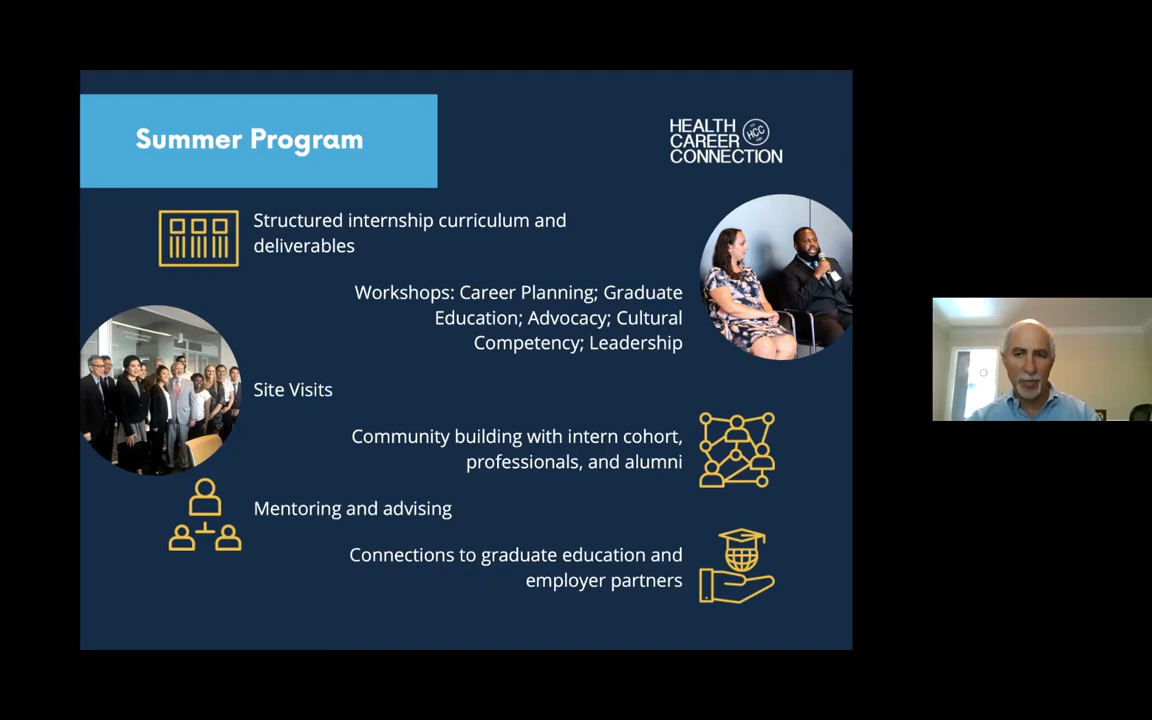 Summer Program
HEALTH
CAREER
CONNECTION
HCC
Structured internship curriculum and
deliverables
Workshops: Career Planning; Graduate
Education; Advocacy; Cultural
Competency; Leadership
Site Visits
Community building with intern cohort,
professionals, and alumni
Mentoring and advising
Connections to graduate education and
employer partners